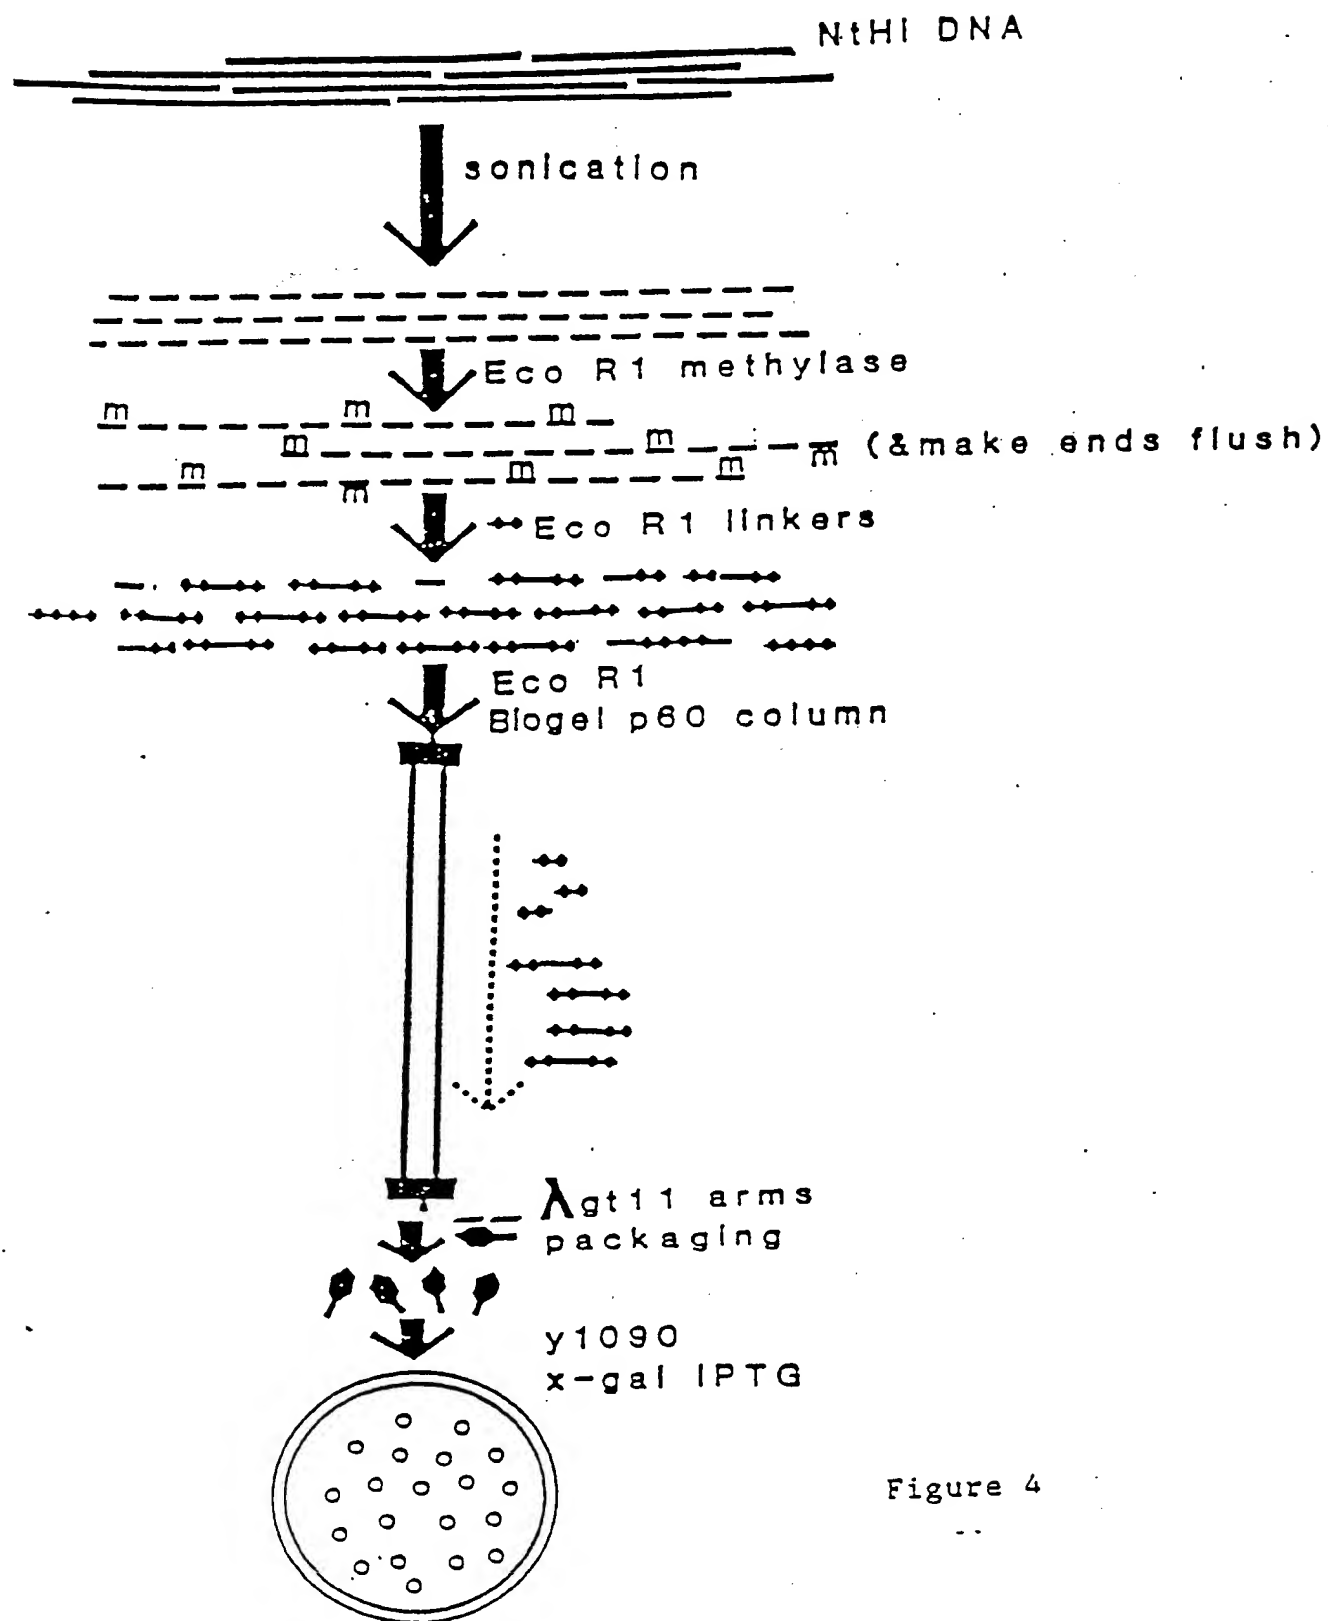 NtHI DNA
sonication
Eco R1 methylase
m m m
m m m (&make ends flush)
m m m
m
Eco R1 linkers
Eco R1
Biogel p60 column
λgt11 arms
packaging
y1090
x-gal IPTG
Figure 4